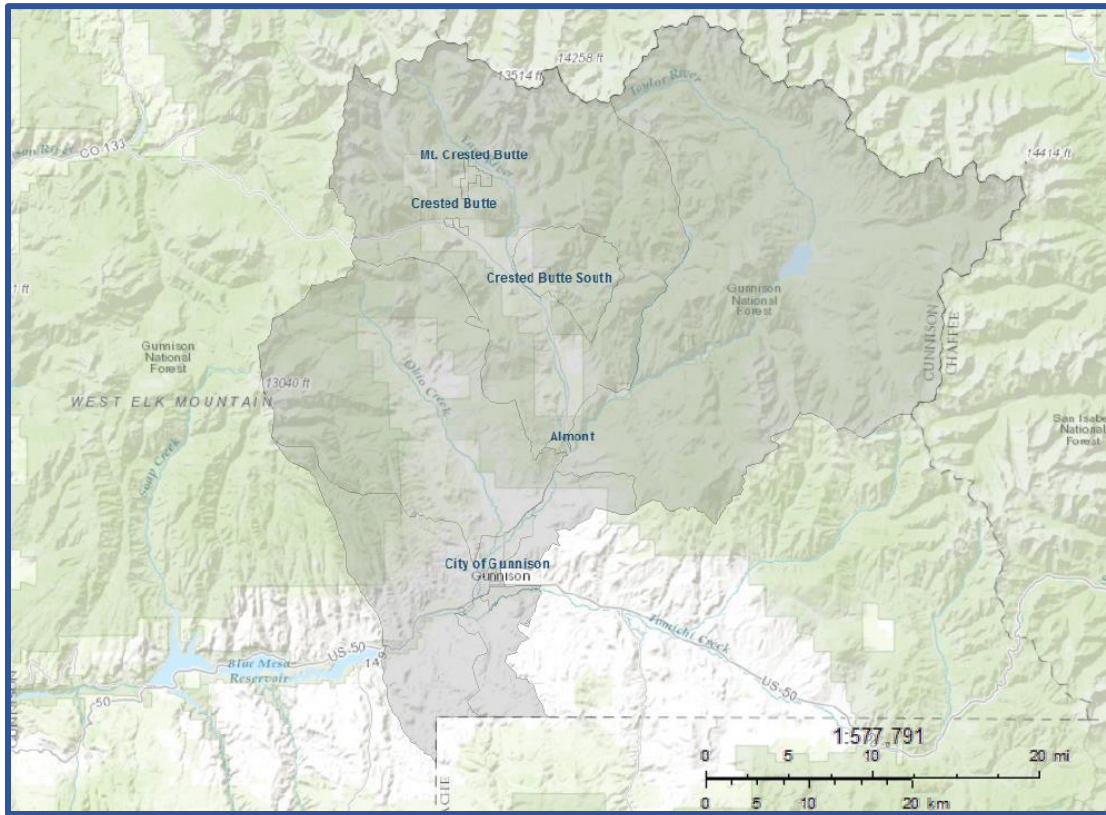 14258 ft
13514 ft
Taylor River
CO 133
14414 ft
Mt. Crested Butte
Crested Butte
Crested Butte South
Gunnison
National
Forest
GUNNISON
CHAFFEE
Gunnison
National
Forest
13040 ft
WEST ELK MOUNTAIN
Ohio Creek
San Isabe
National
Forest
Almont
Soap Creek
City of Gunnison
Gunnison
Tomichi Creek
US-50
Blue Mesa
Reservoir
US-50
50
1:577,791
0 5 10 20 mi
0 5 10 20 km